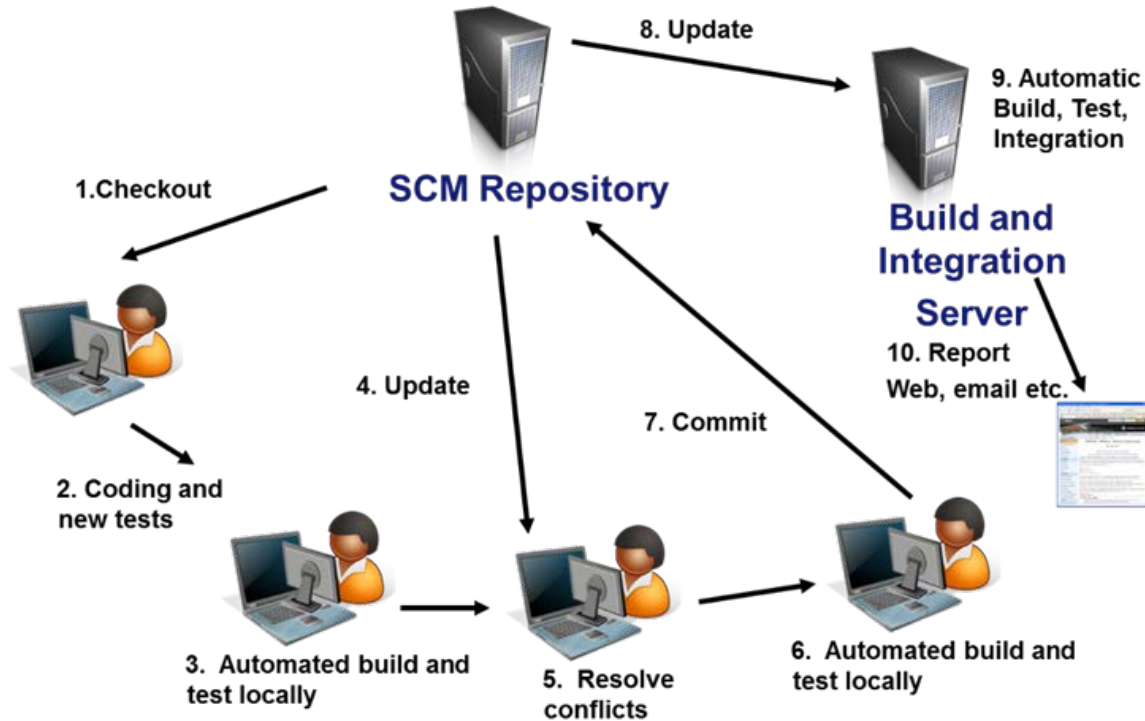 8. Update
9. Automatic
Build, Test,
Integration
1.Checkout
SCM Repository
Build and
Integration
Server
10. Report
Web, email etc.
4. Update
7. Commit
2. Coding and
new tests
3. Automated build and
test locally
5. Resolve
conflicts
6. Automated build and
test locally